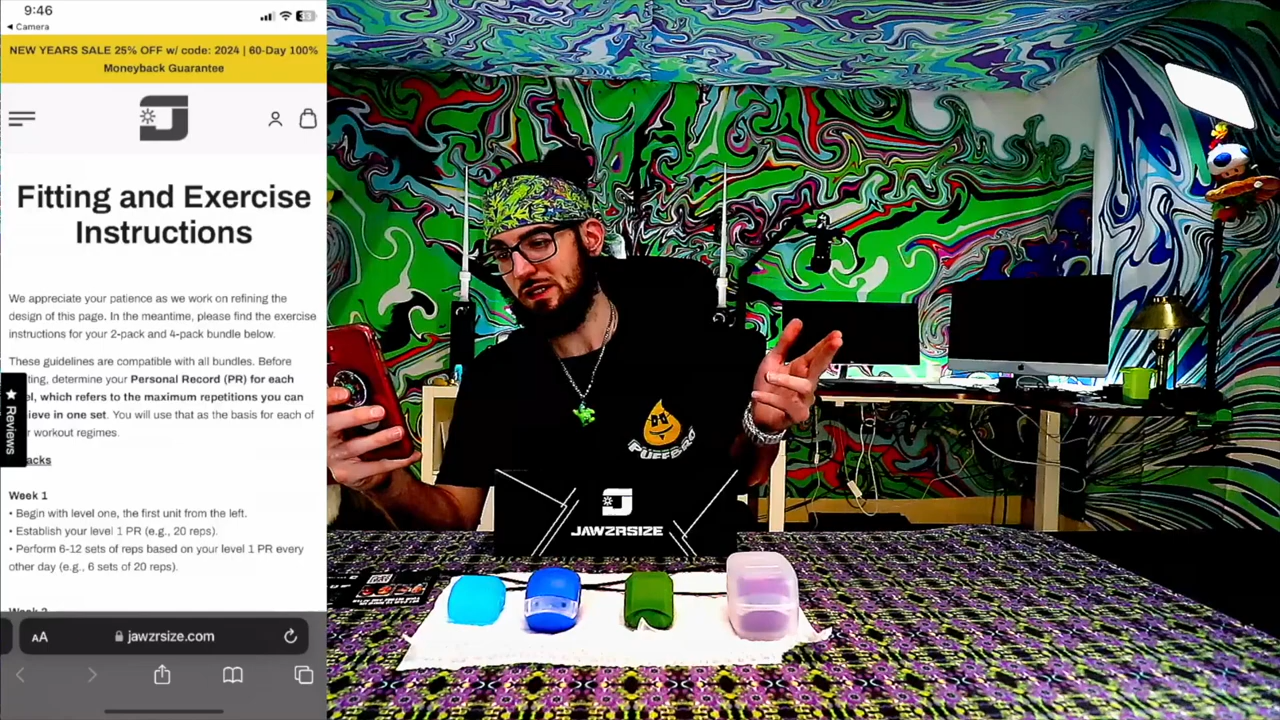 9:46
33
Camera
NEW YEARS SALE 25% OFF w/ code: 2024 | 60-Day 100%
Moneyback Guarantee
Fitting and Exercise
Instructions
We appreciate your patience as we work on refining the
design of this page. In the meantime, please find the exercise
instructions for your 2-pack and 4-pack bundle below.
These guidelines are compatible with all bundles. Before
ting, determine your Personal Record (PR) for each
el, which refers to the maximum repetitions you can
ieve in one set. You will use that as the basis for each of
r workout regimes.
Reviews
acks
Week 1
• Begin with level one, the first unit from the left.
• Establish your level 1 PR (e.g., 20 reps).
• Perform 6-12 sets of reps based on your level 1 PR every
other day (e.g., 6 sets of 20 reps).
AA
jawzrsize.com
PUFFBRO
JAWZRSIZE